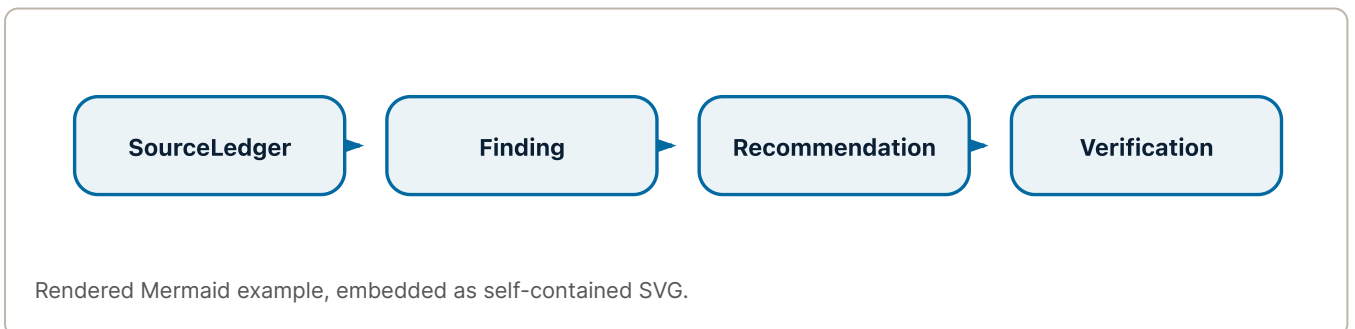 SourceLedger
Finding
Recommendation
Verification
Rendered Mermaid example, embedded as self-contained SVG.